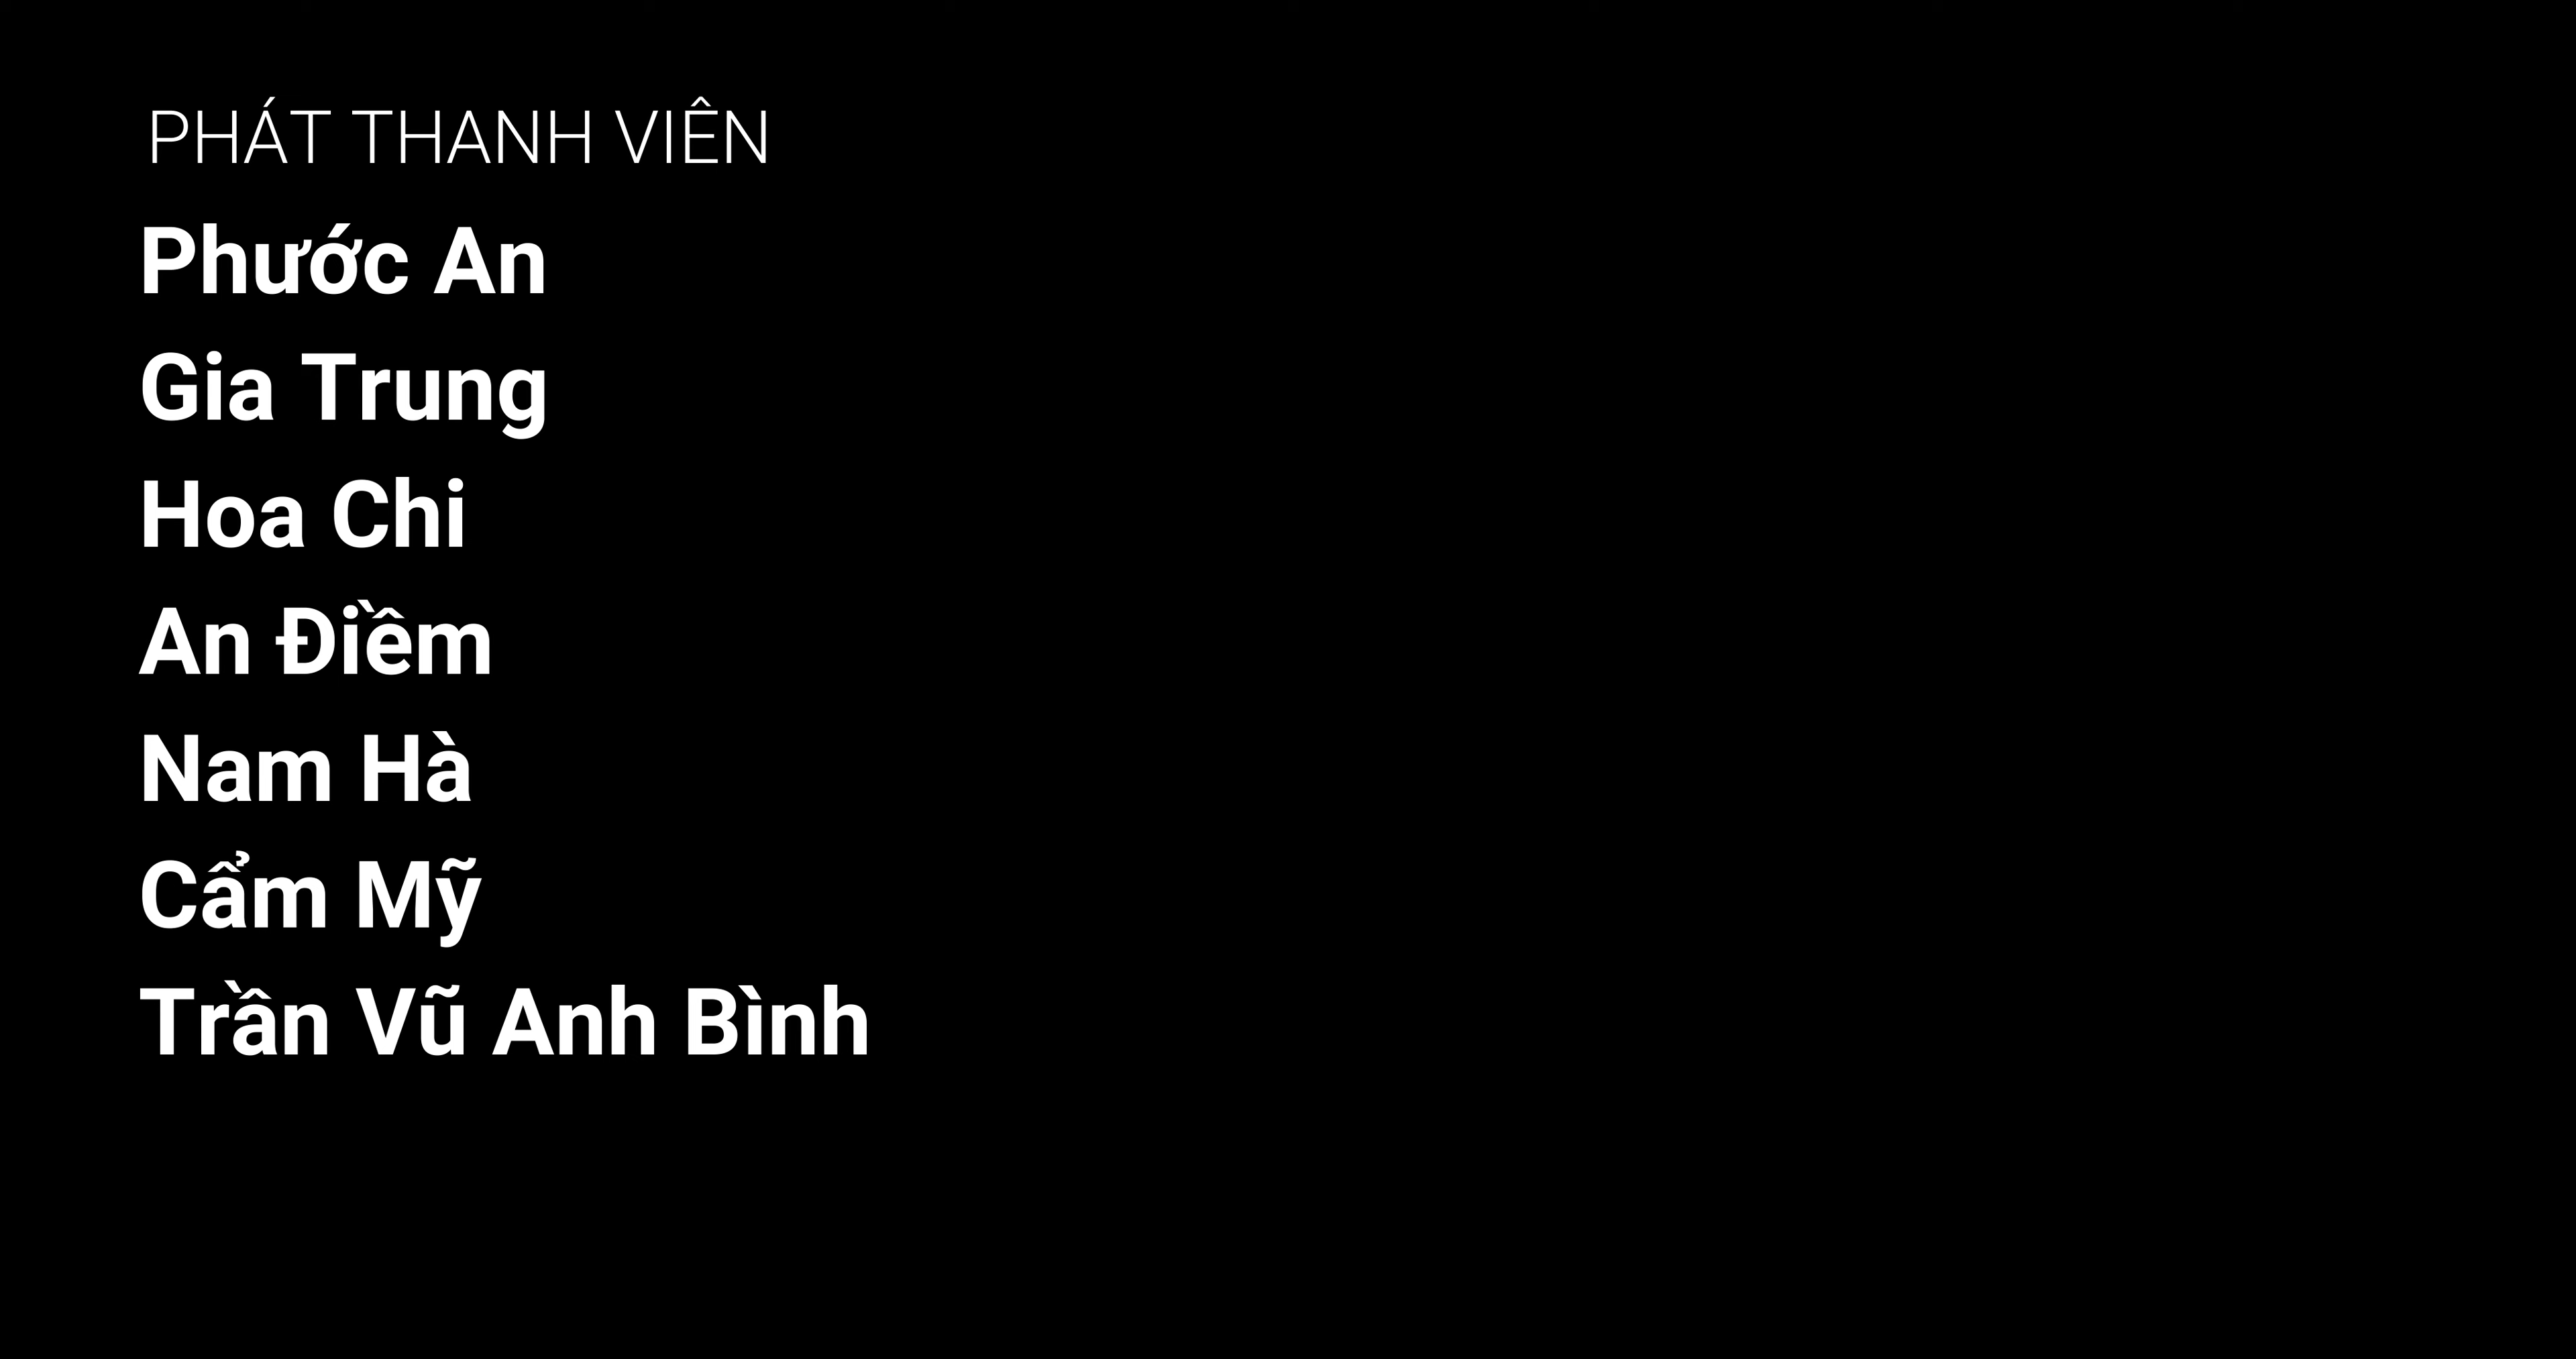 PHÁT THANH VIÊN
Phước An
Gia Trung
Hoa Chi
An Điềm
Nam Hà
Cẩm Mỹ
Trần Vũ Anh Bình